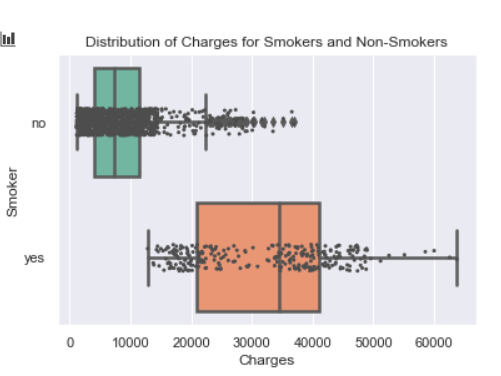 Distribution of Charges for Smokers and Non-Smokers
no
Smoker
yes
0 10000 20000 30000 40000 50000 60000
Charges